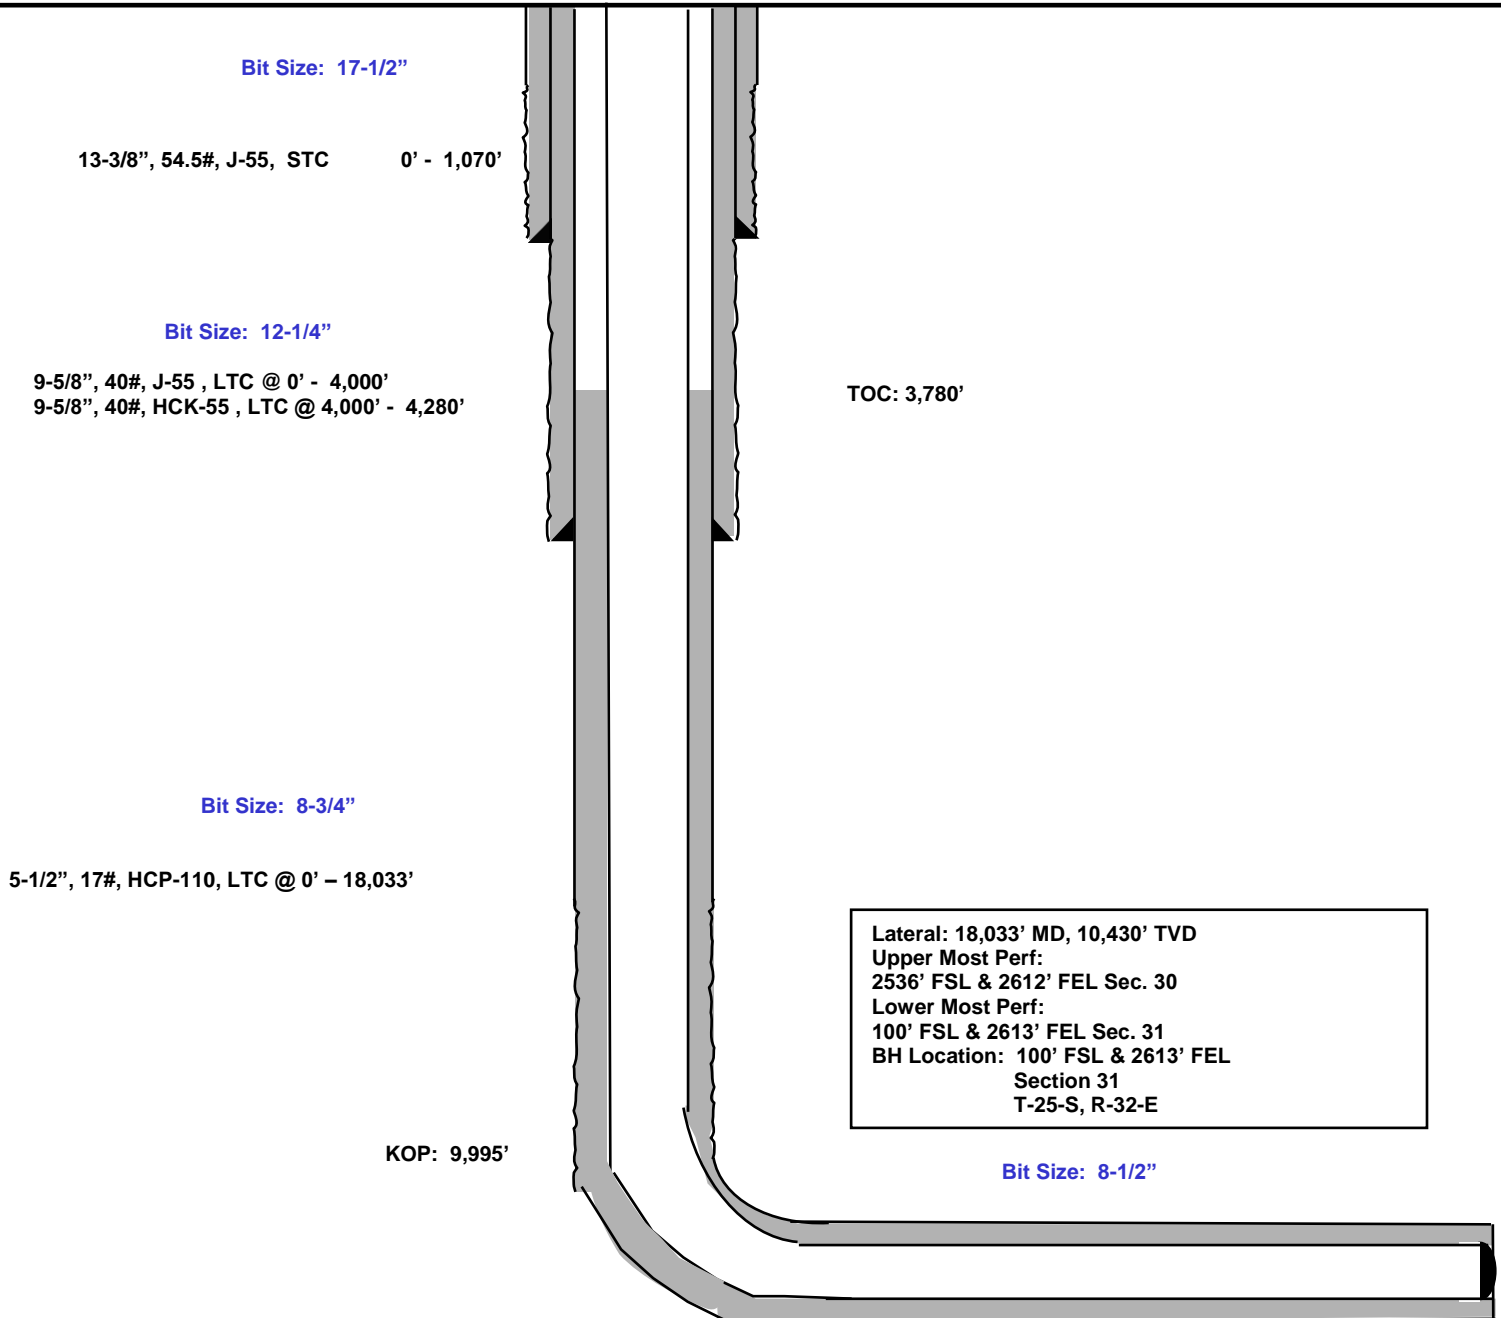 Bit Size: 17-1/2”
13-3/8”, 54.5#, J-55, STC 0’ - 1,070’
Bit Size: 12-1/4”
9-5/8”, 40#, J-55 , LTC @ 0’ - 4,000’
9-5/8”, 40#, HCK-55 , LTC @ 4,000’ - 4,280’
TOC: 3,780’
Bit Size: 8-3/4”
5-1/2”, 17#, HCP-110, LTC @ 0’ – 18,033’
Lateral: 18,033’ MD, 10,430’ TVD
Upper Most Perf:
2536’ FSL & 2612’ FEL Sec. 30
Lower Most Perf:
100’ FSL & 2613’ FEL Sec. 31
BH Location: 100’ FSL & 2613’ FEL
Section 31
T-25-S, R-32-E
KOP: 9,995’
Bit Size: 8-1/2”